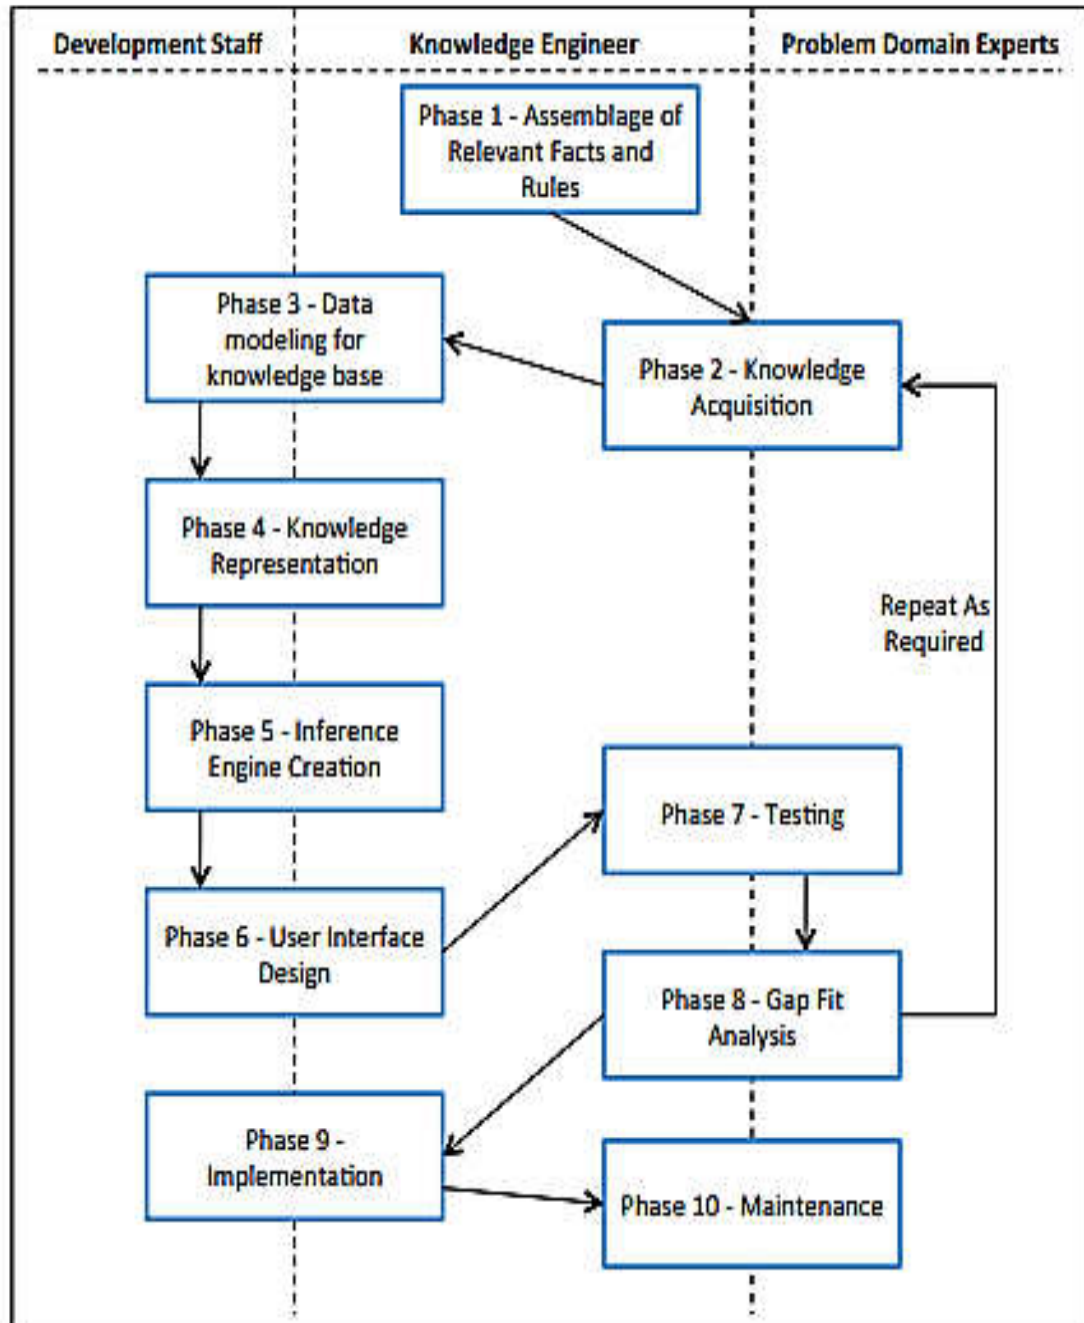 Development Staff
Knowledge Engineer
Problem Domain Experts
Phase 1 - Assemblage of
Relevant Facts and
Rules
Phase 3 - Data
modeling for
knowledge base
Phase 2 - Knowledge
Acquisition
Phase 4 - Knowledge
Representation
Repeat As
Required
Phase 5 - Inference
Engine Creation
Phase 7 - Testing
Phase 6 - User Interface
Design
Phase 8 - Gap Fit
Analysis
Phase 9 -
Implementation
Phase 10 - Maintenance